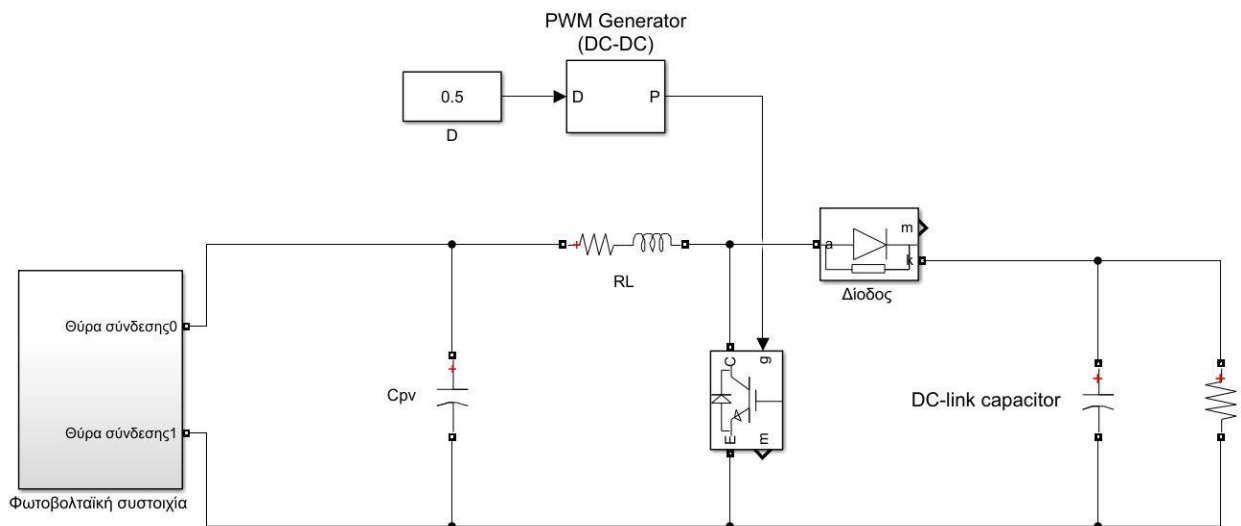 PWM Generator
(DC-DC)
0.5
D
D
P
RL
a
m
k
Δίοδος
Θύρα σύνδεσης0
Θύρα σύνδεσης1
Φωτοβολταϊκή συστοιχία
Cpv
C
g
E
m
DC-link capacitor